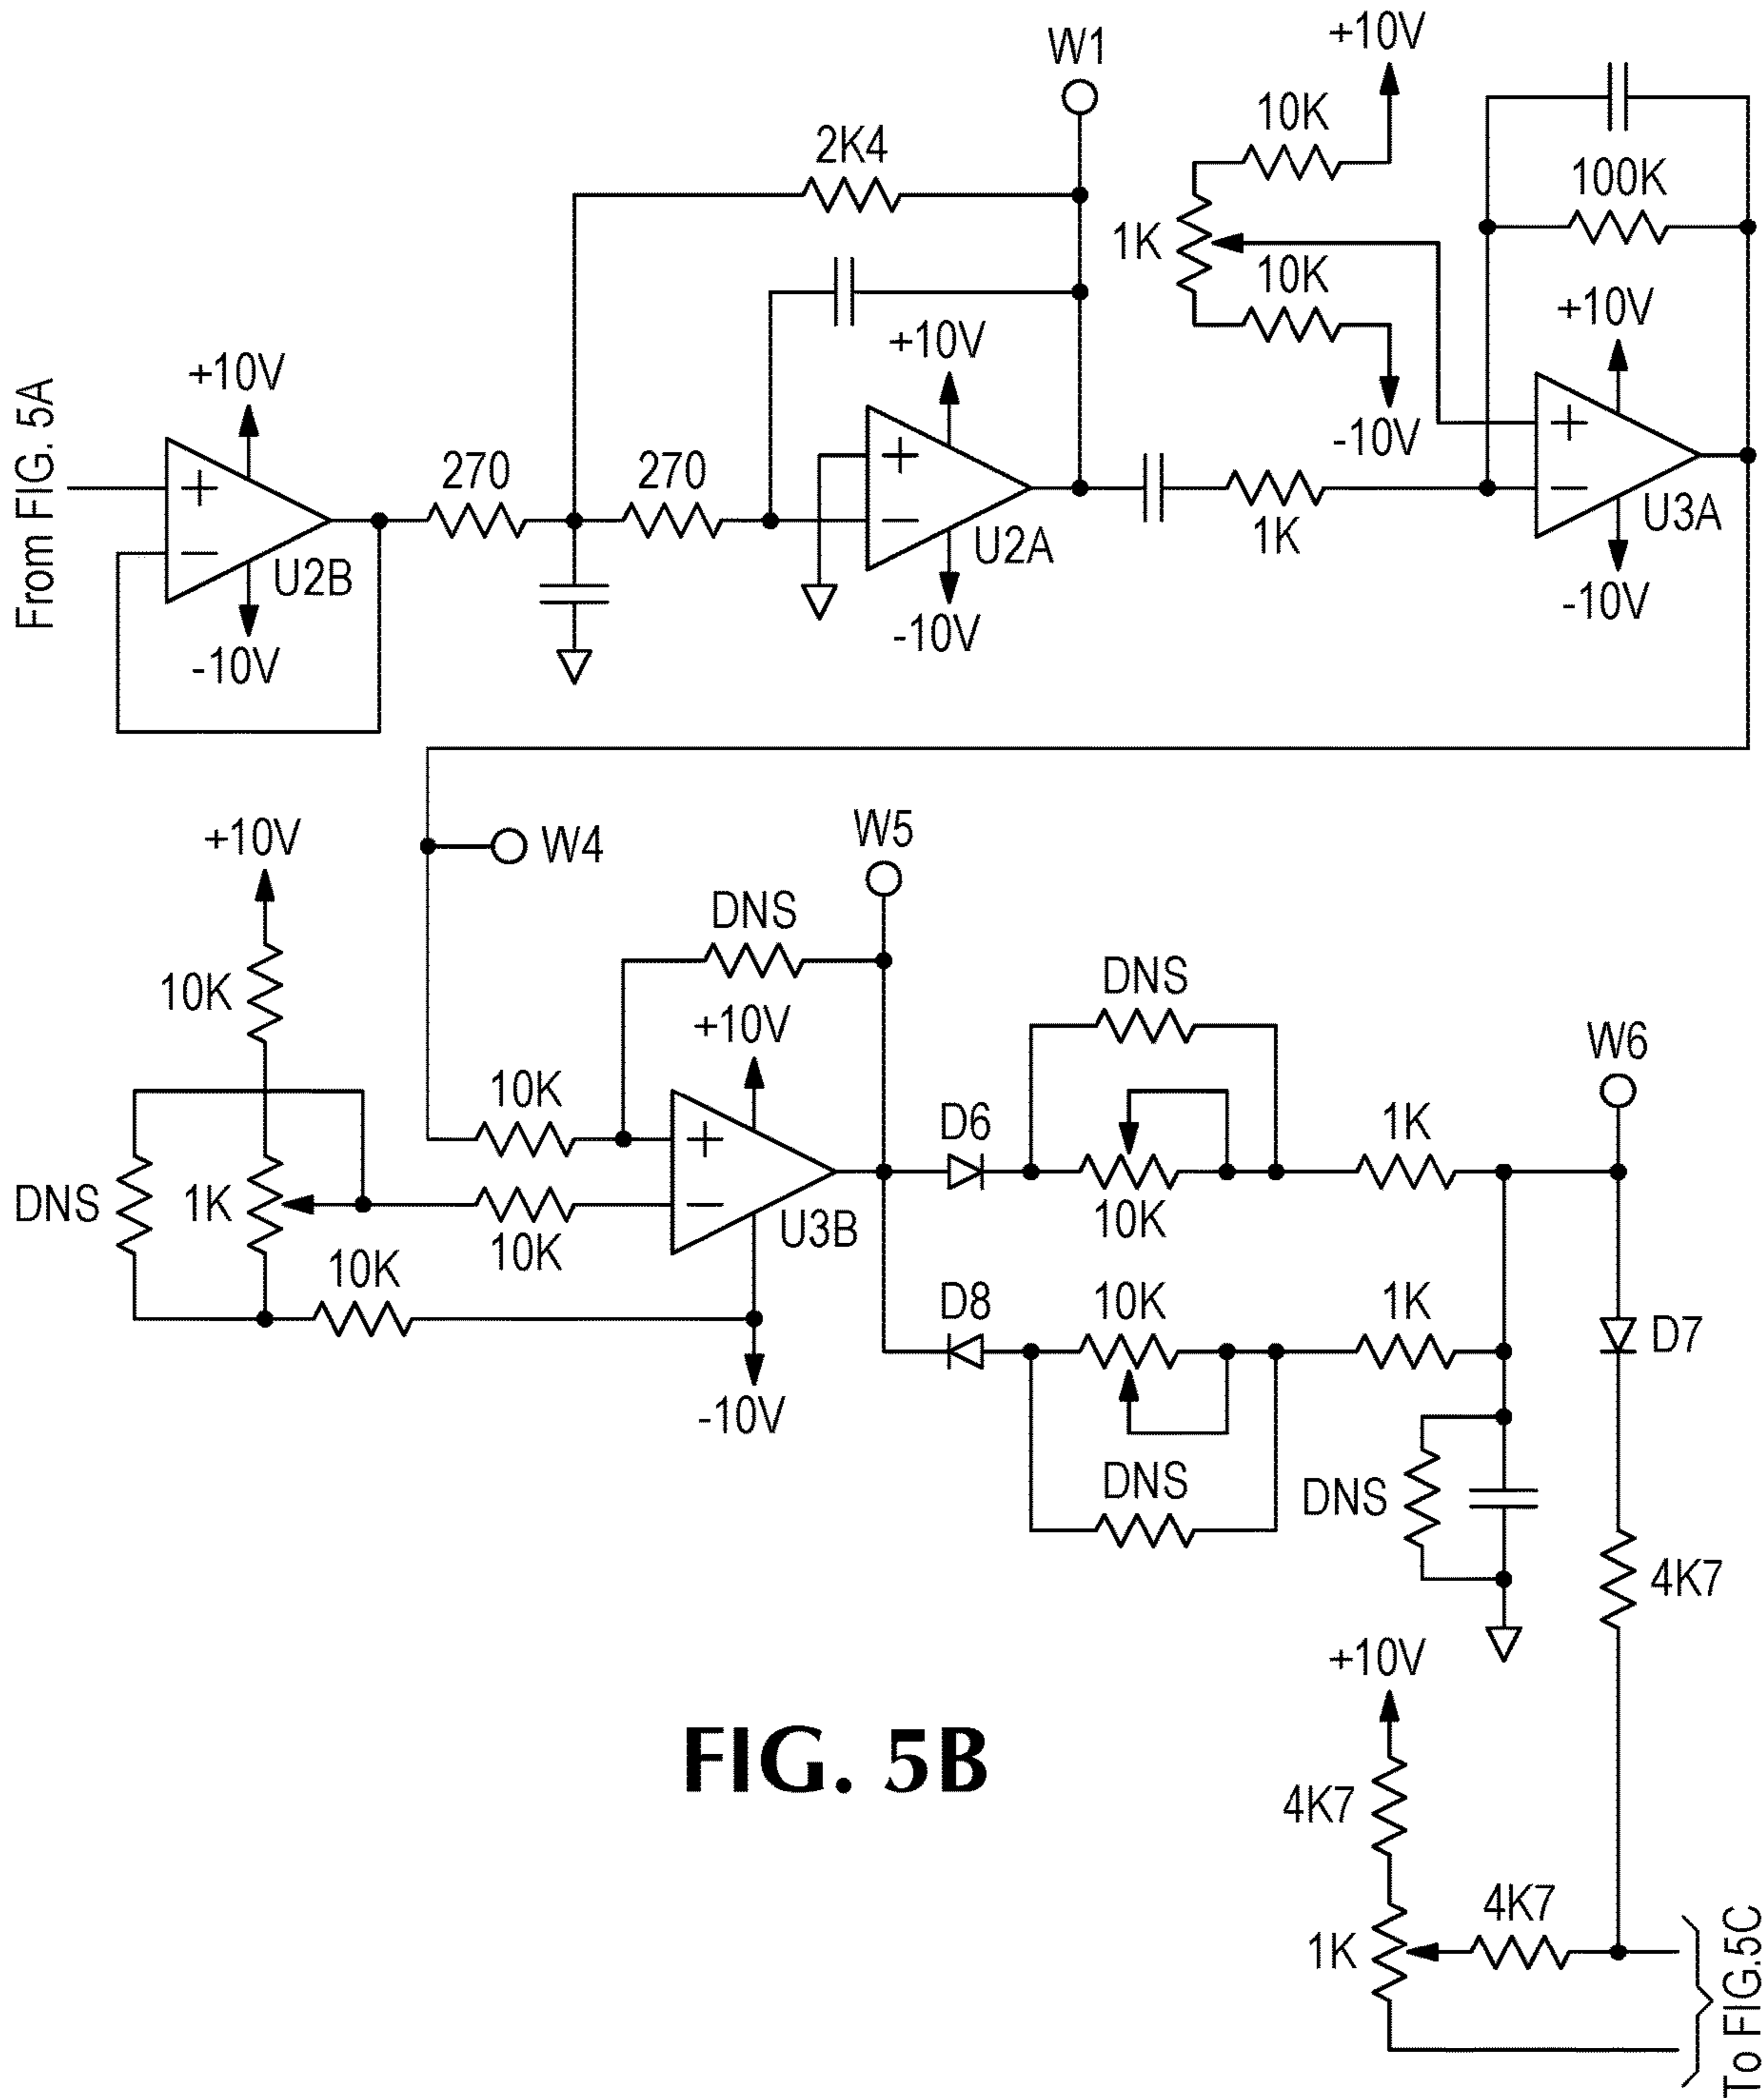 From FIG. 5A
+10V
+
−
U2B
-10V
270
2K4
270
W1
+10V
+
−
U2A
-10V
+10V
10K
1K
10K
-10V
1K
100K
+10V
+
−
U3A
-10V
W4
+10V
10K
DNS
1K
10K
10K
10K
DNS
W5
+10V
+
−
U3B
-10V
DNS
D6
10K
1K
W6
D8
10K
1K
DNS
D7
DNS
4K7
+10V
4K7
1K
4K7
To FIG.5C
FIG. 5B